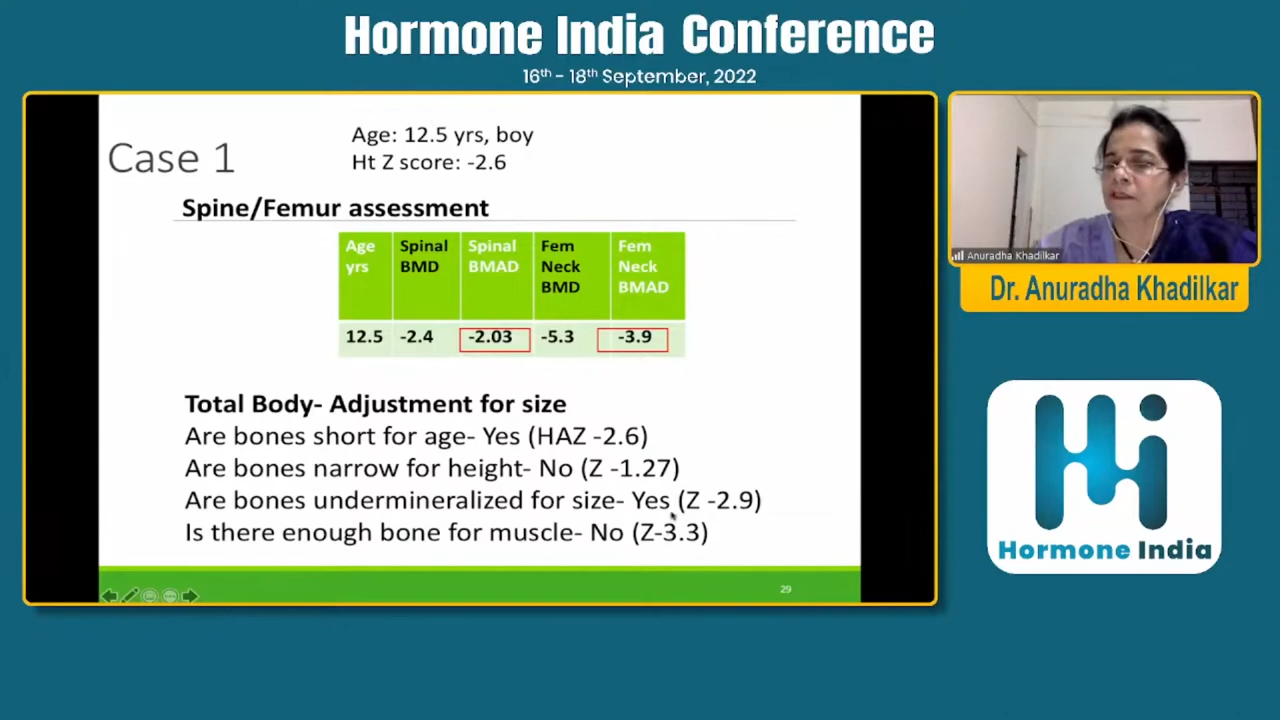 Hormone India Conference
16th - 18th September, 2022
Case 1
Age: 12.5 yrs, boy
Ht Z score: -2.6
Spine/Femur assessment
Age yrs Spinal BMD Spinal BMAD Fem Neck BMD Fem Neck BMAD
12.5 -2.4 -2.03 -5.3 -3.9
Total Body- Adjustment for size
Are bones short for age- Yes (HAZ -2.6)
Are bones narrow for height- No (Z -1.27)
Are bones undermineralized for size- Yes (Z -2.9)
Is there enough bone for muscle- No (Z-3.3)
29
Anuradha Khadilkar
Dr. Anuradha Khadilkar
Hormone India